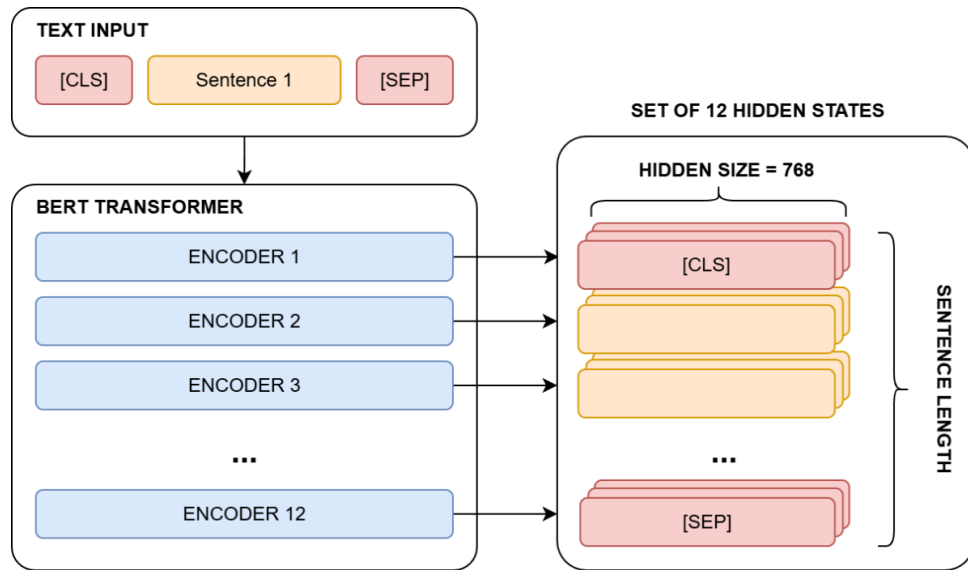 TEXT INPUT
[CLS]
Sentence 1
[SEP]
BERT TRANSFORMER
ENCODER 1
ENCODER 2
ENCODER 3
...
ENCODER 12
SET OF 12 HIDDEN STATES
HIDDEN SIZE = 768
[CLS]
...
[SEP]
SENTENCE LENGTH